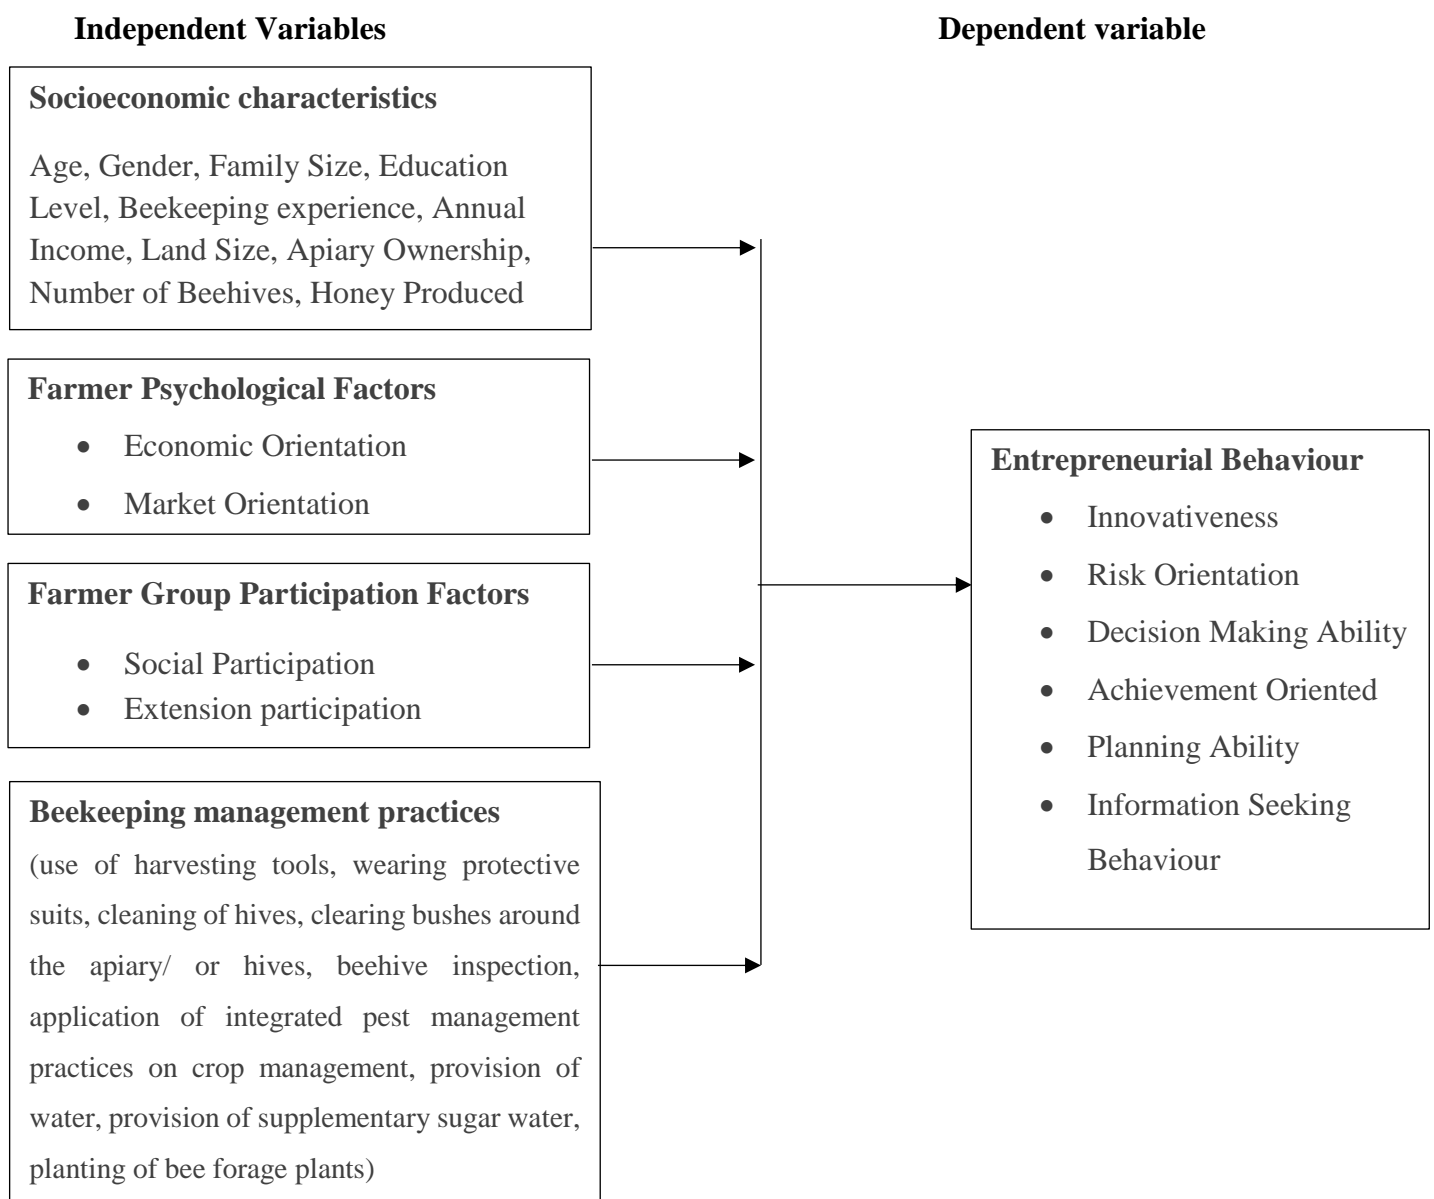 Independent Variables
Dependent variable
Socioeconomic characteristics
Age, Gender, Family Size, Education
Level, Beekeeping experience, Annual
Income, Land Size, Apiary Ownership,
Number of Beehives, Honey Produced
Farmer Psychological Factors
• Economic Orientation
• Market Orientation
Farmer Group Participation Factors
• Social Participation
• Extension participation
Beekeeping management practices
(use of harvesting tools, wearing protective
suits, cleaning of hives, clearing bushes around
the apiary/ or hives, beehive inspection,
application of integrated pest management
practices on crop management, provision of
water, provision of supplementary sugar water,
planting of bee forage plants)
Entrepreneurial Behaviour
• Innovativeness
• Risk Orientation
• Decision Making Ability
• Achievement Oriented
• Planning Ability
• Information Seeking
Behaviour